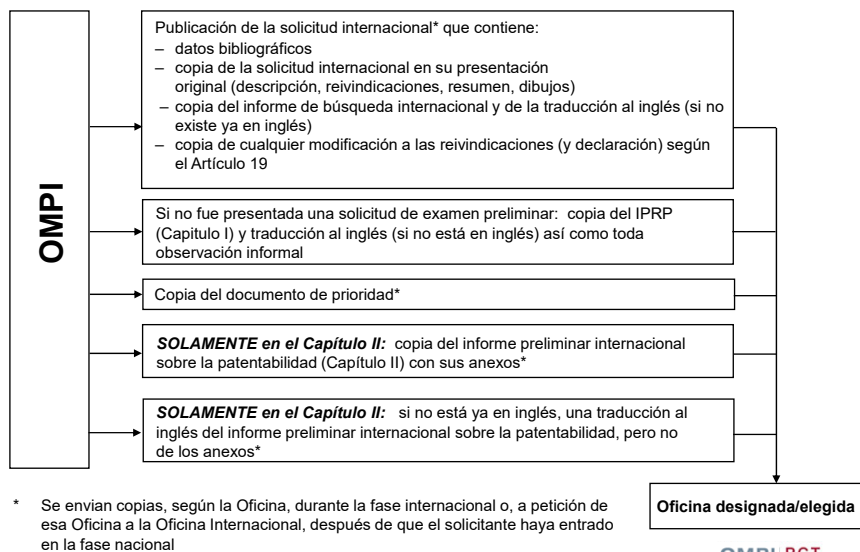 OMPI
Publicación de la solicitud internacional* que contiene:
– datos bibliográficos
– copia de la solicitud internacional en su presentación
original (descripción, reivindicaciones, resumen, dibujos)
– copia del informe de búsqueda internacional y de la traducción al inglés (si no
existe ya en inglés)
– copia de cualquier modificación a las reivindicaciones (y declaración) según
el Artículo 19
Si no fue presentada una solicitud de examen preliminar: copia del IPRP
(Capitulo I) y traducción al inglés (si no está en inglés) así como toda
observación informal
Copia del documento de prioridad*
SOLAMENTE en el Capítulo II: copia del informe preliminar internacional
sobre la patentabilidad (Capítulo II) con sus anexos*
SOLAMENTE en el Capítulo II: si no está ya en inglés, una traducción al
inglés del informe preliminar internacional sobre la patentabilidad, pero no
de los anexos*
Oficina designada/elegida
* Se envian copias, según la Oficina, durante la fase internacional o, a petición de
esa Oficina a la Oficina Internacional, después de que el solicitante haya entrado
en la fase nacional
OMPI PCT